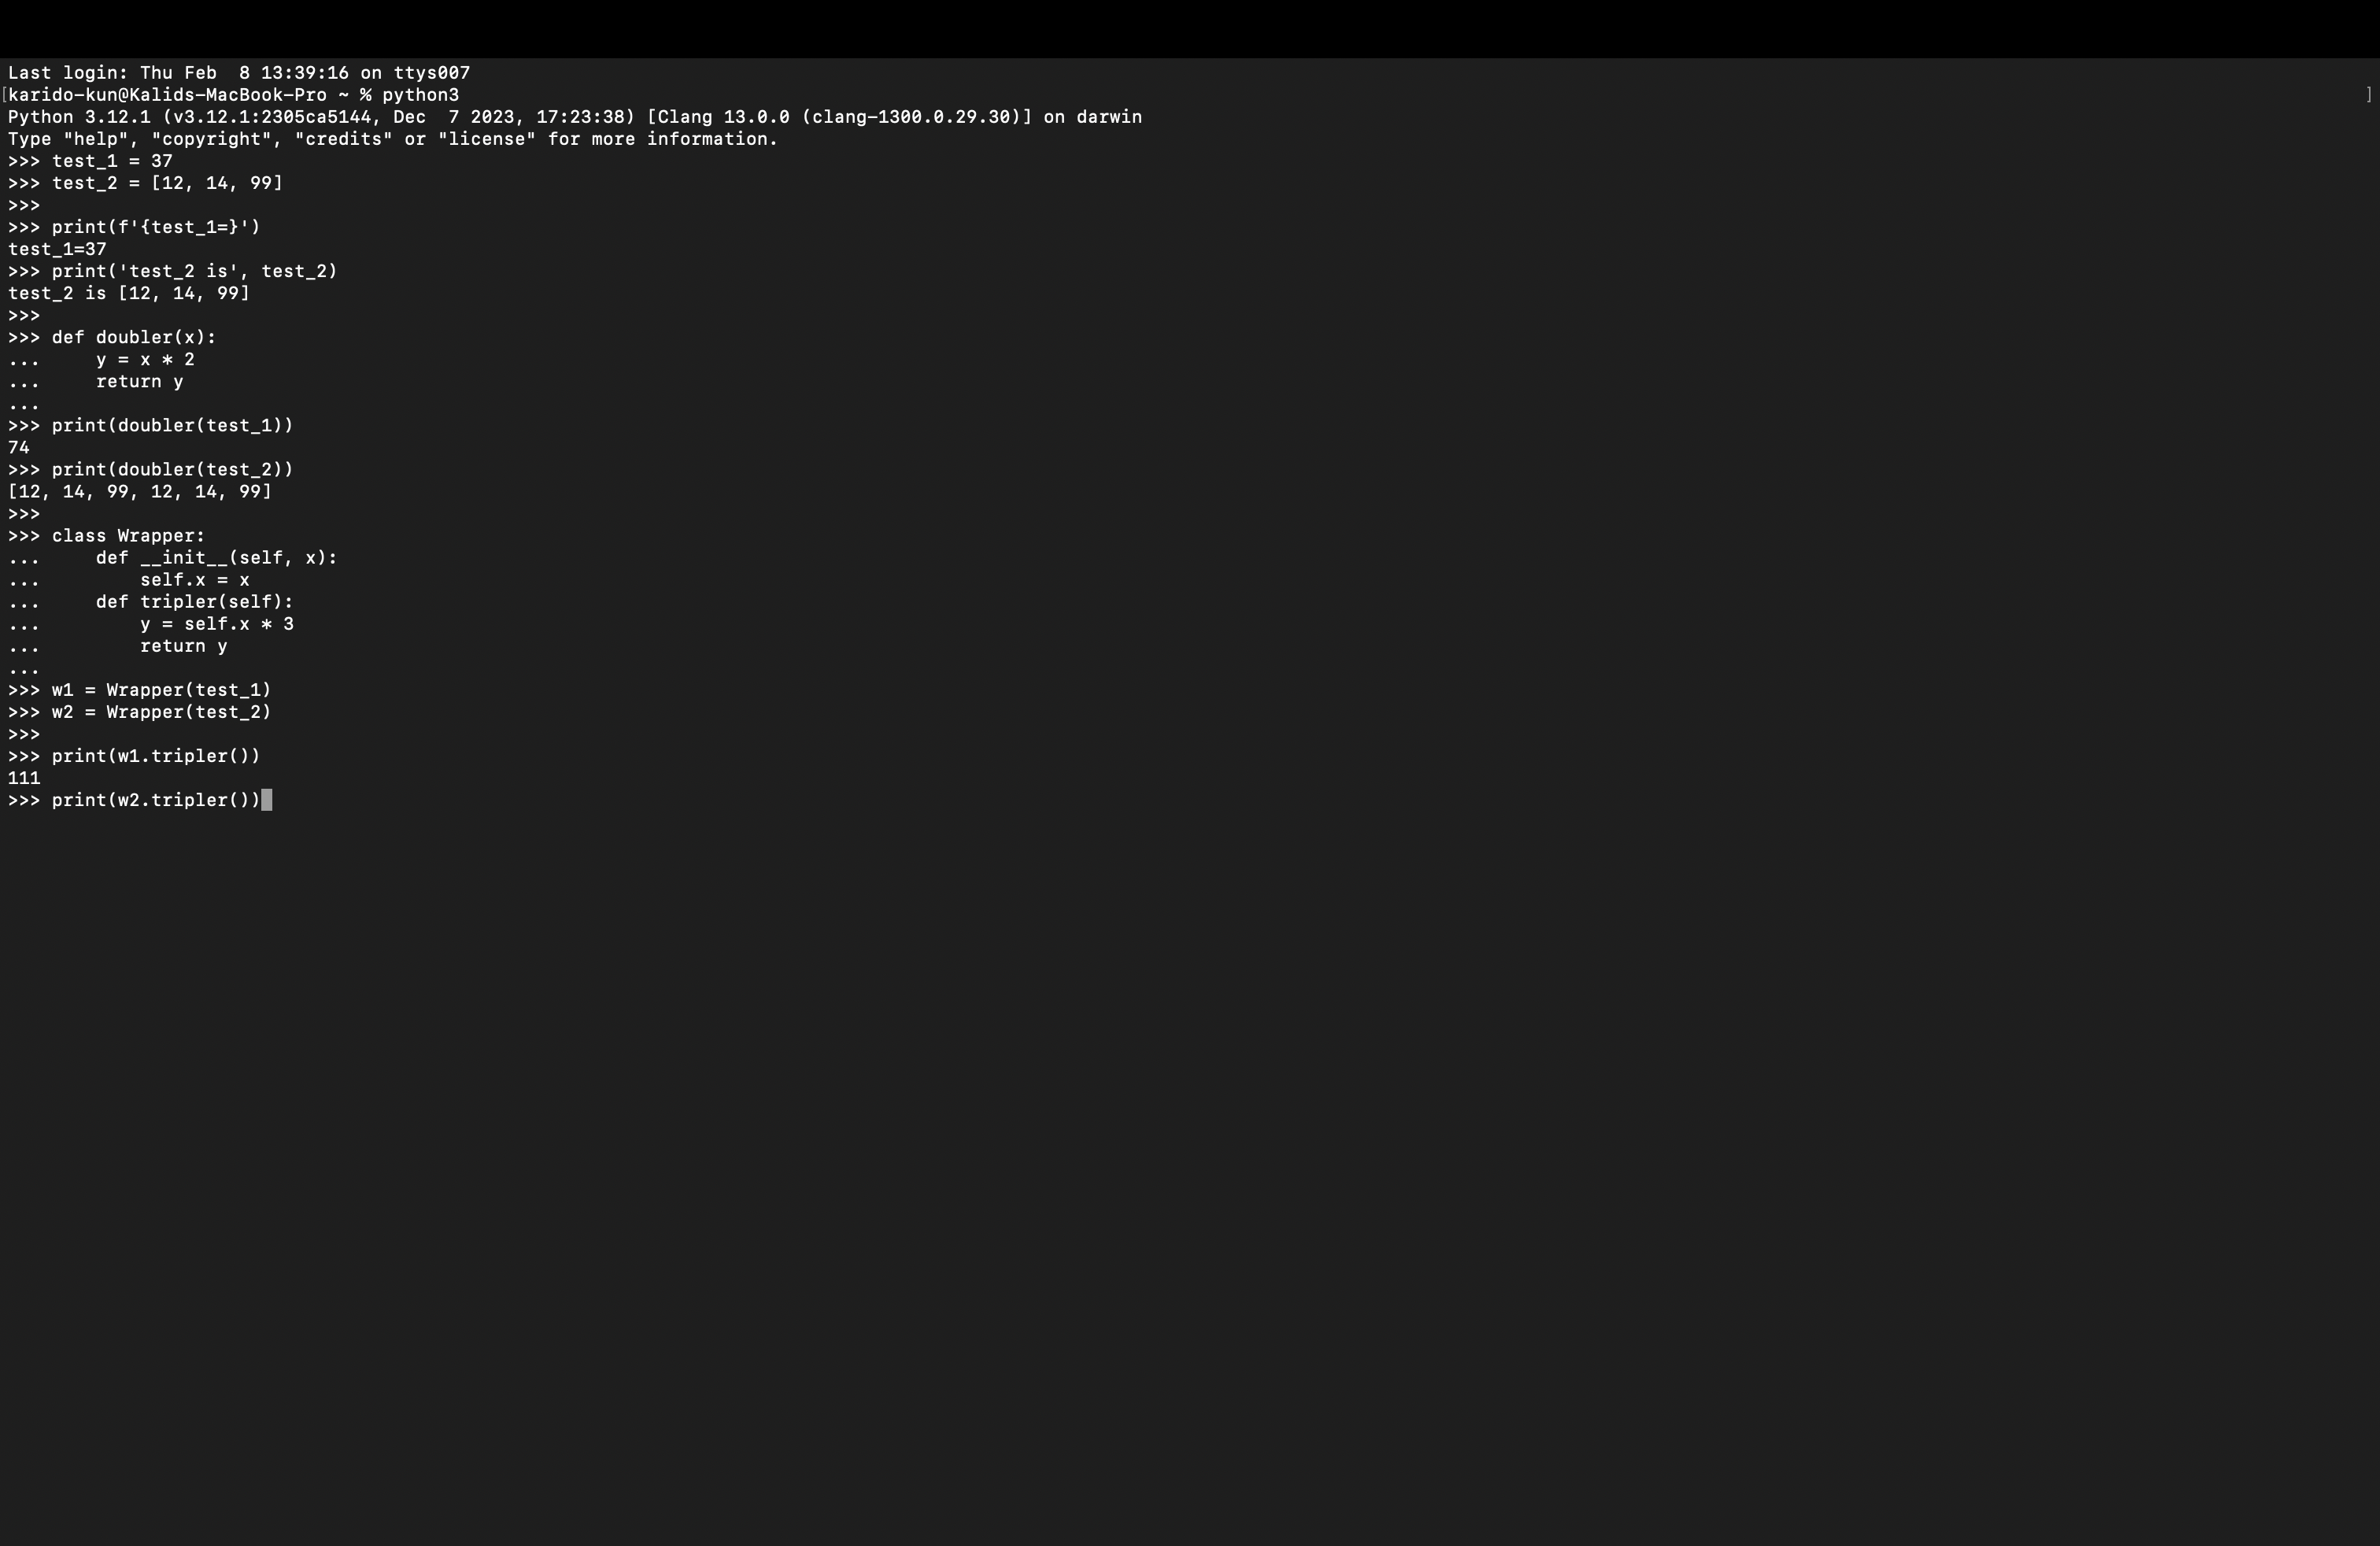 Last login: Thu Feb  8 13:39:16 on ttys007
[karido-kun@Kalids-MacBook-Pro ~ % python3 ]
Python 3.12.1 (v3.12.1:2305ca5144, Dec  7 2023, 17:23:38) [Clang 13.0.0 (clang-1300.0.29.30)] on darwin
Type "help", "copyright", "credits" or "license" for more information.
>>> test_1 = 37
>>> test_2 = [12, 14, 99]
>>>
>>> print(f'{test_1=}')
test_1=37
>>> print('test_2 is', test_2)
test_2 is [12, 14, 99]
>>>
>>> def doubler(x):
...     y = x * 2
...     return y
...
>>> print(doubler(test_1))
74
>>> print(doubler(test_2))
[12, 14, 99, 12, 14, 99]
>>>
>>> class Wrapper:
...     def __init__(self, x):
...         self.x = x
...     def tripler(self):
...         y = self.x * 3
...         return y
...
>>> w1 = Wrapper(test_1)
>>> w2 = Wrapper(test_2)
>>>
>>> print(w1.tripler())
111
>>> print(w2.tripler())